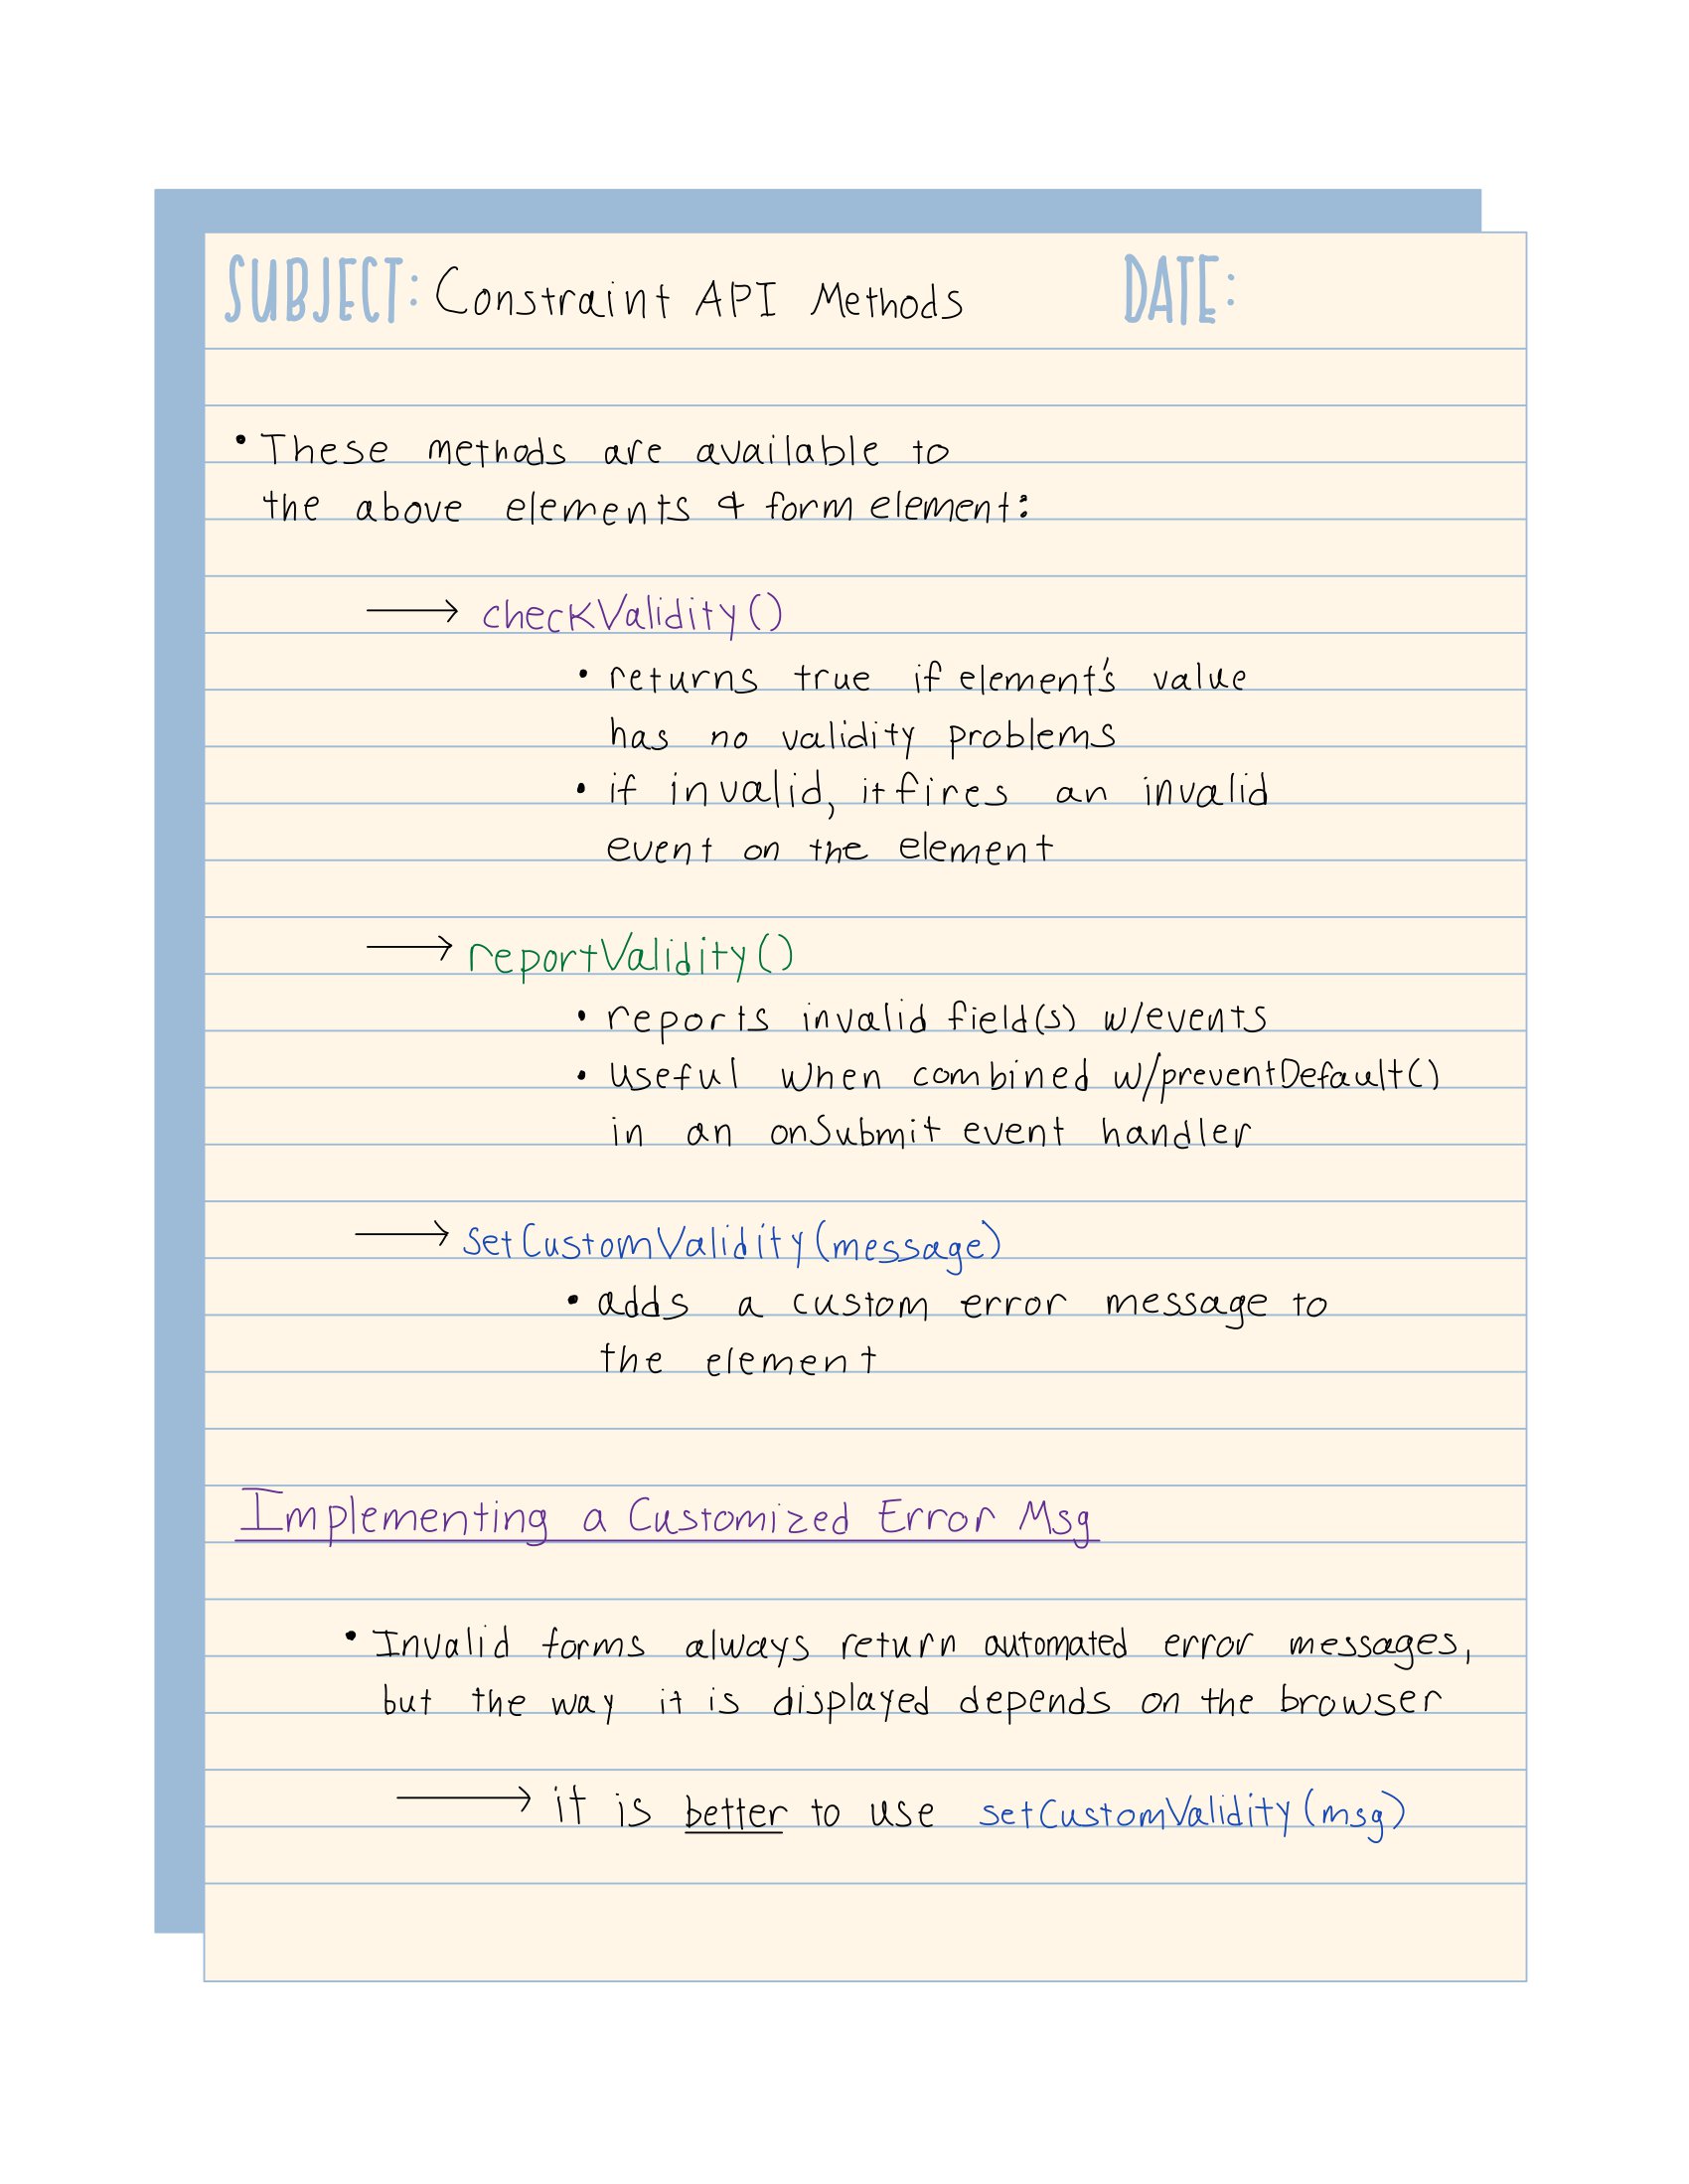 SUBJECT: Constraint API Methods DATE:
• These methods are available to
the above elements & form element:
→ checkValidity()
• returns true if element's value
has no validity problems
• if invalid, it fires an invalid
event on the element
→ reportValidity()
• reports invalid field(s) w/events
• useful when combined w/preventDefault()
in an onSubmit event handler
→ setCustomValidity(message)
• adds a custom error message to
the element
Implementing a Customized Error Msg
• Invalid forms always return automated error messages,
but the way it is displayed depends on the browser
→ it is better to use setCustomValidity(msg)